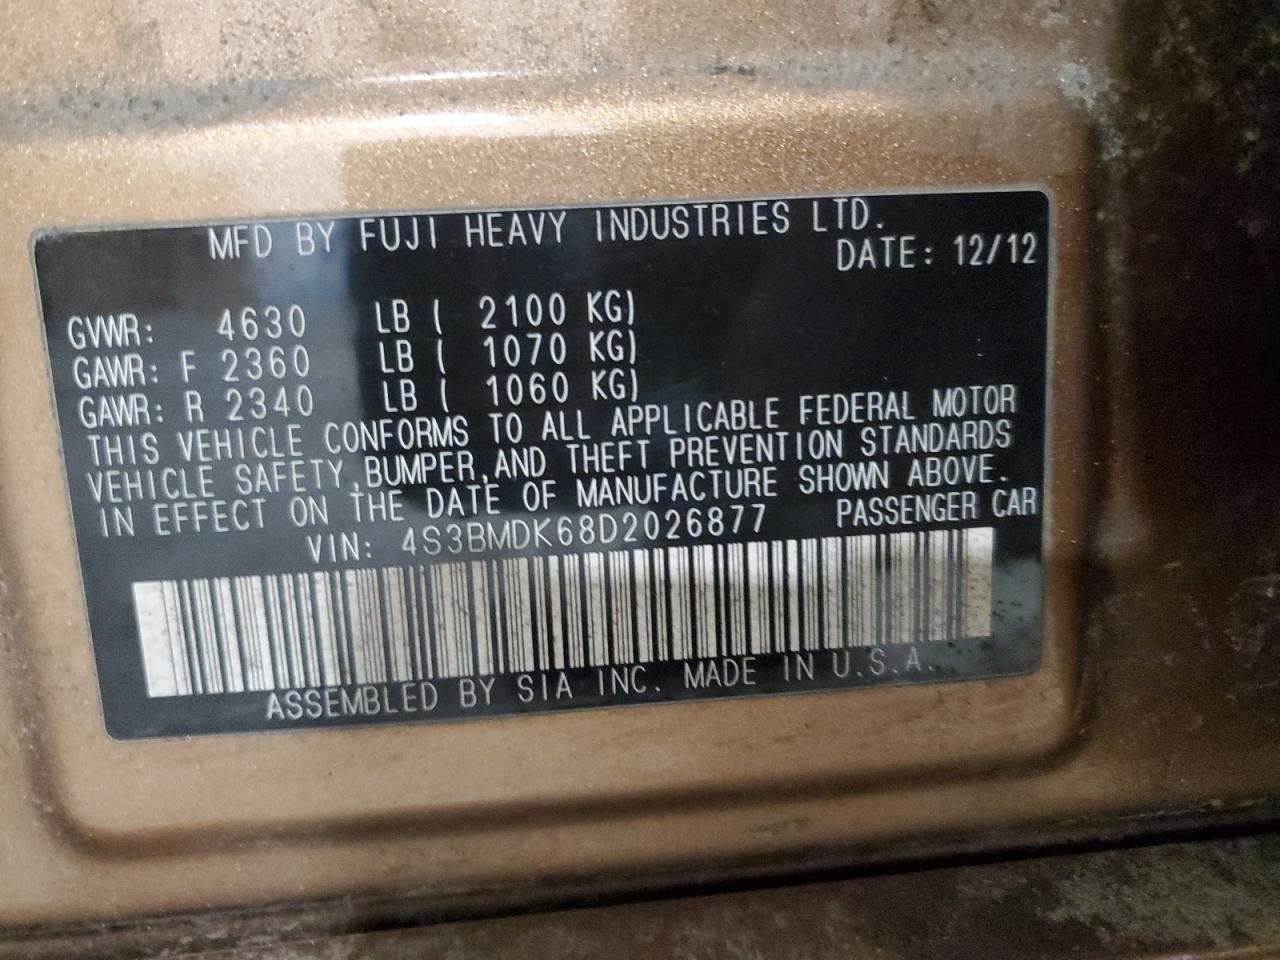 MFD BY FUJI HEAVY INDUSTRIES LTD.
DATE: 12/12
GVWR: 4630 LB ( 2100 KG)
GAWR: F 2360 LB ( 1070 KG)
GAWR: R 2340 LB ( 1060 KG)
THIS VEHICLE CONFORMS TO ALL APPLICABLE FEDERAL MOTOR
VEHICLE SAFETY, BUMPER, AND THEFT PREVENTION STANDARDS
IN EFFECT ON THE DATE OF MANUFACTURE SHOWN ABOVE.
VIN: 4S3BMDK68D2026877 PASSENGER CAR
ASSEMBLED BY SIA INC. MADE IN U.S.A.